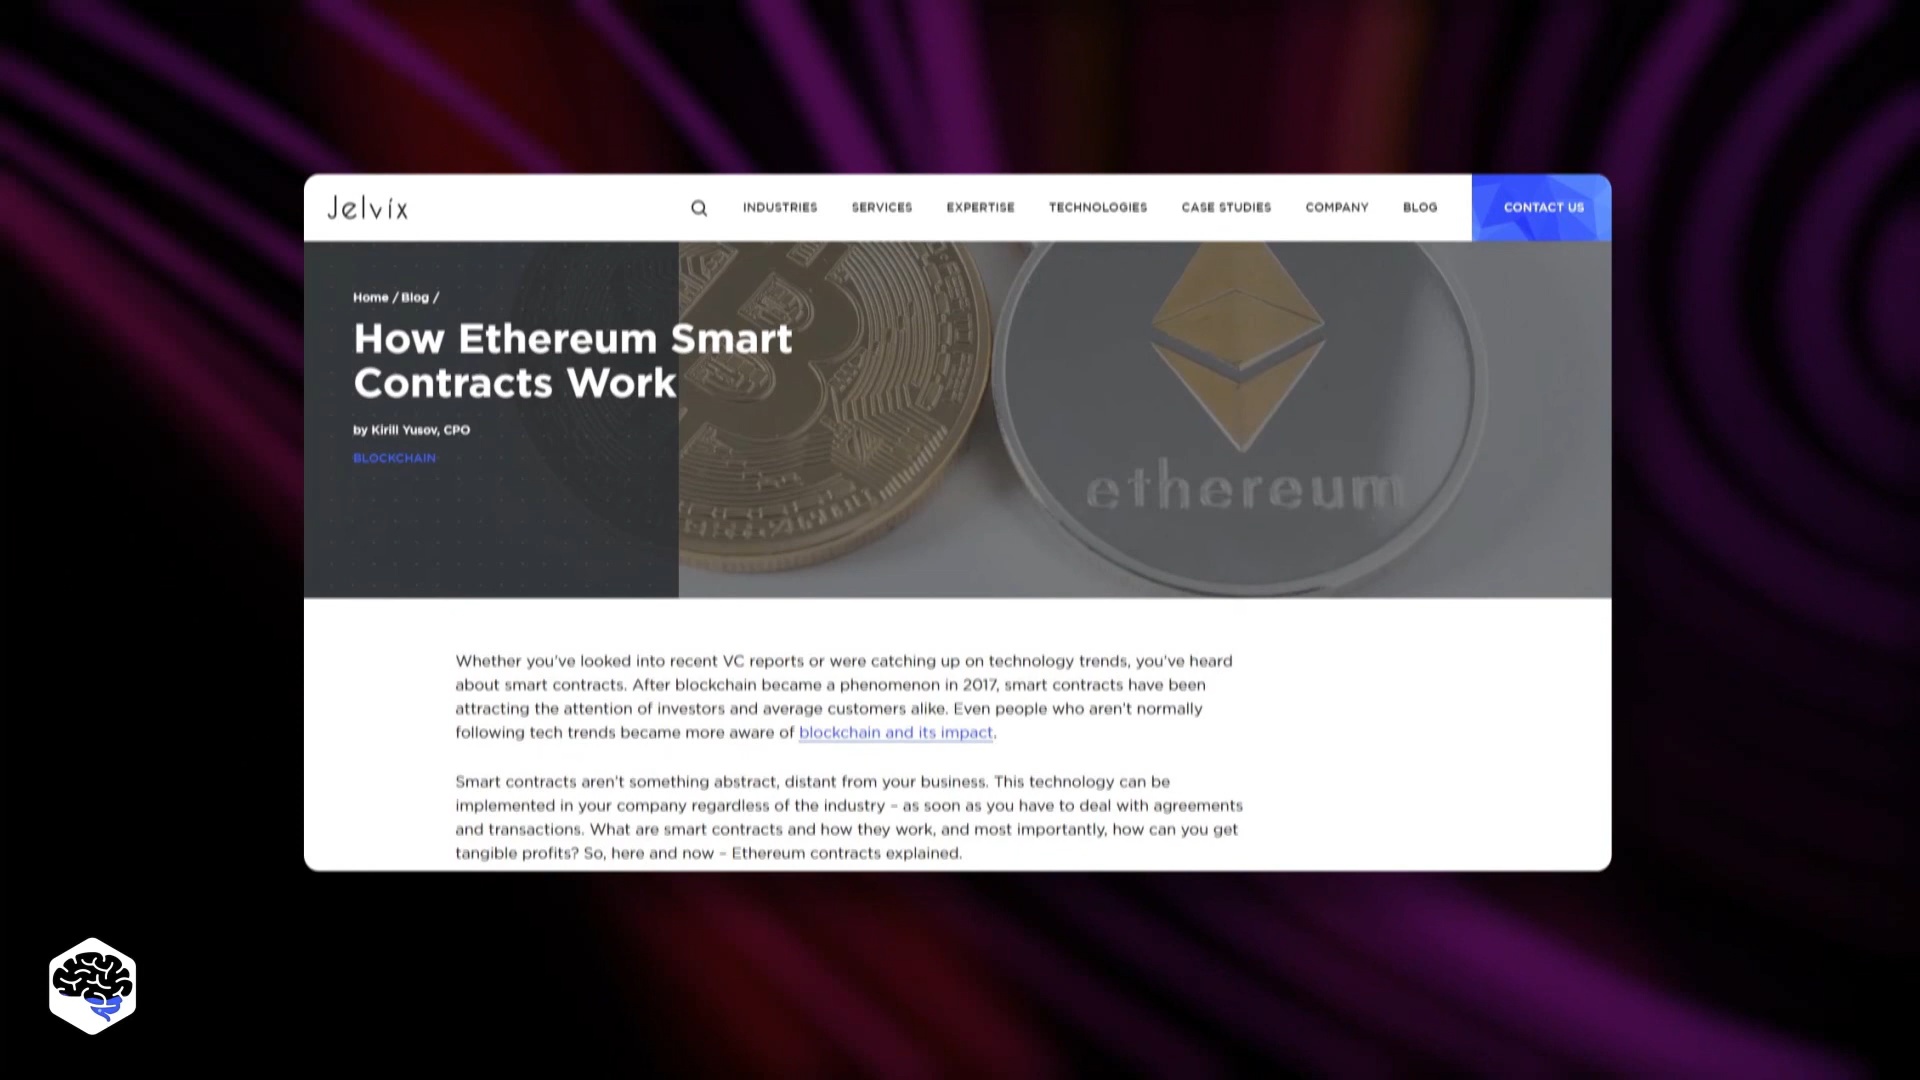 Jelvix
INDUSTRIES SERVICES EXPERTISE TECHNOLOGIES CASE STUDIES COMPANY BLOG CONTACT US
Home / Blog /
How Ethereum Smart
Contracts Work
by Kirill Yusov, CPO
BLOCKCHAIN
ethereum
Whether you've looked into recent VC reports or were catching up on technology trends, you've heard
about smart contracts. After blockchain became a phenomenon in 2017, smart contracts have been
attracting the attention of investors and average customers alike. Even people who aren't normally
following tech trends became more aware of blockchain and its impact.
Smart contracts aren't something abstract, distant from your business. This technology can be
implemented in your company regardless of the industry – as soon as you have to deal with agreements
and transactions. What are smart contracts and how they work, and most importantly, how can you get
tangible profits? So, here and now – Ethereum contracts explained.